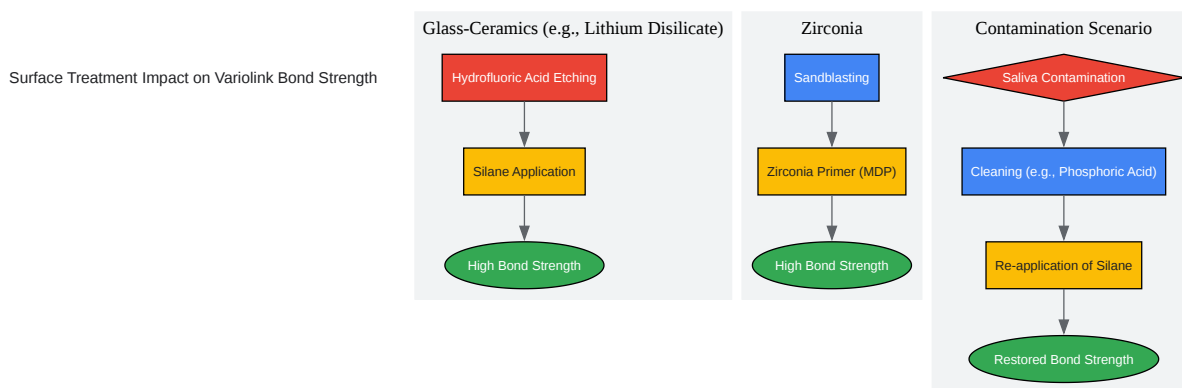 Surface Treatment Impact on Variolink Bond Strength
Glass-Ceramics (e.g., Lithium Disilicate)
Hydrofluoric Acid Etching
Silane Application
High Bond Strength
Zirconia
Sandblasting
Zirconia Primer (MDP)
High Bond Strength
Contamination Scenario
Saliva Contamination
Cleaning (e.g., Phosphoric Acid)
Re-application of Silane
Restored Bond Strength